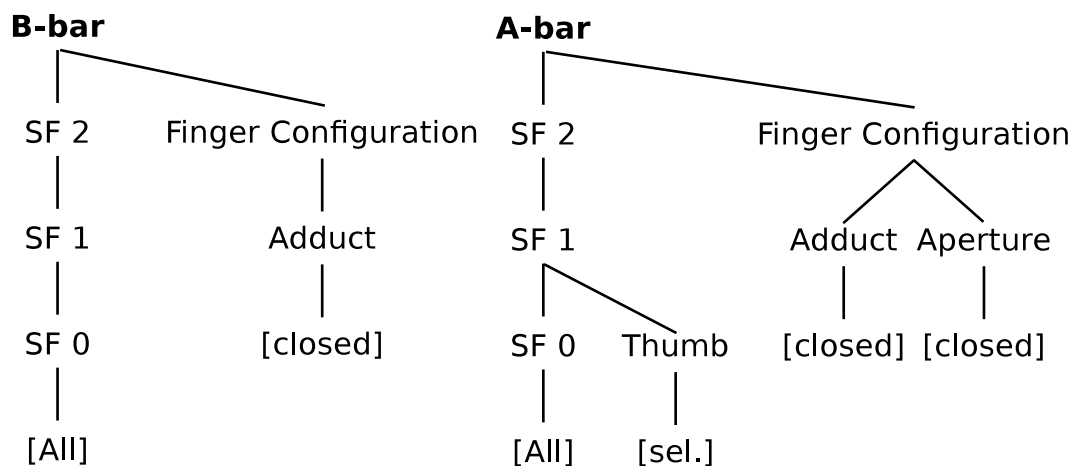 B-bar A-bar
SF 2 Finger Configuration SF 2 Finger Configuration
SF 1 Adduct SF 1 Adduct Aperture
SF 0 [closed] SF 0 Thumb [closed] [closed]
[All] [All] [sel.]